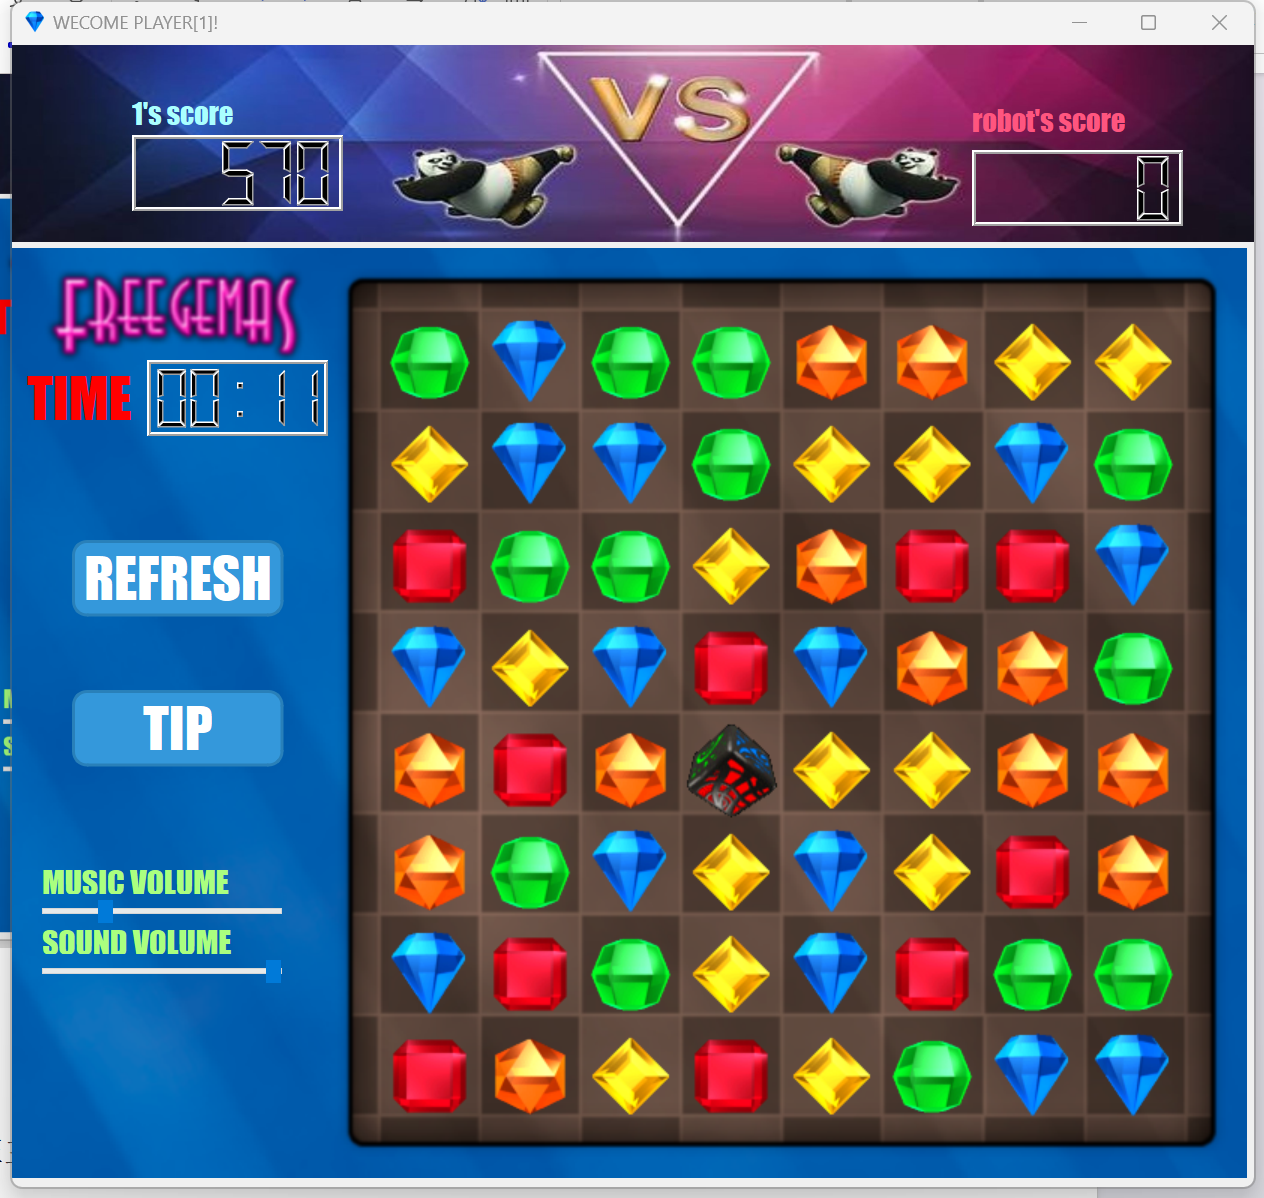 WECOME PLAYER[1]!
1's score
570
VS
robot's score
0
FREEGEMAS
TIME 00:11
REFRESH
TIP
MUSIC VOLUME
SOUND VOLUME